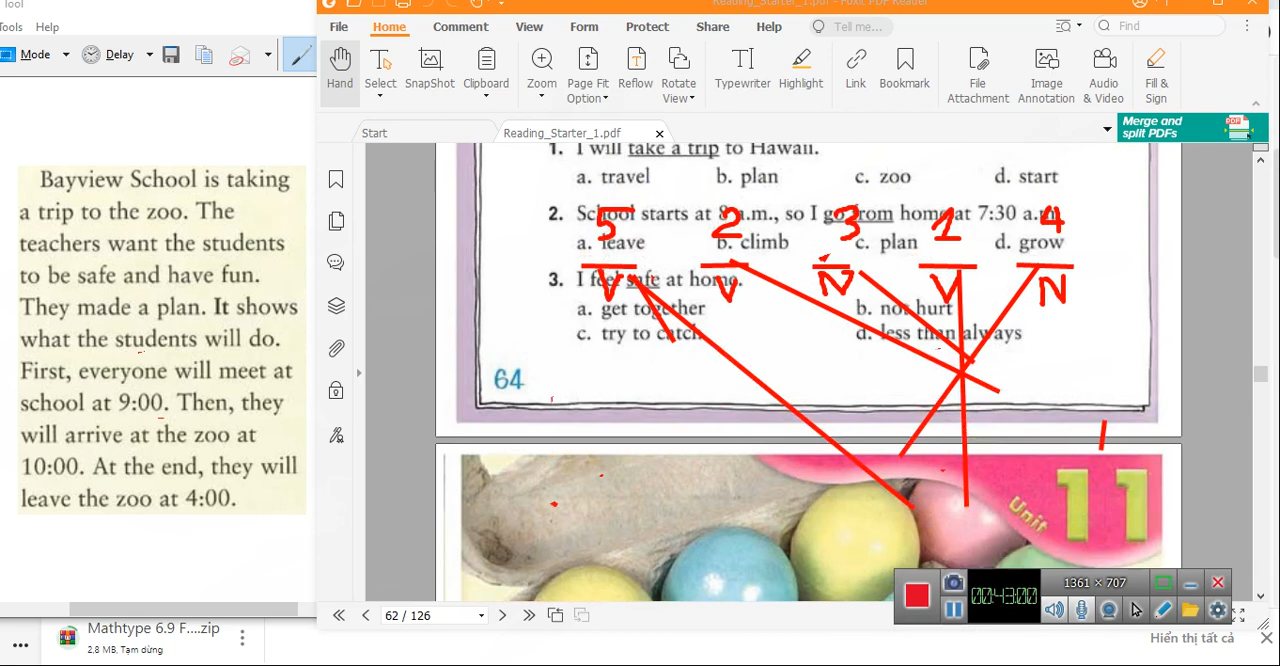 Tool
Reading_Starter_1.pdf - Foxit PDF Reader
Tools Help
File Home Comment View Form Protect Share Help Tell me... Find
Mode Delay
Hand Select SnapShot Clipboard Zoom Page Fit Option Reflow Rotate View Typewriter Highlight Link Bookmark File Attachment Image Annotation Audio & Video Fill & Sign
Start Reading_Starter_1.pdf
Merge and split PDFs
Bayview School is taking
a trip to the zoo. The
teachers want the students
to be safe and have fun.
They made a plan. It shows
what the students will do.
First, everyone will meet at
school at 9:00. Then, they
will arrive at the zoo at
10:00. At the end, they will
leave the zoo at 4:00.
1. I will take a trip to Hawaii.
a. travel b. plan c. zoo d. start
2. School starts at 8 a.m., so I go from home at 7:30 a.m.
a. leave b. climb c. plan d. grow
5 2 3 1 4
V V N V N
3. I feel safe at home.
a. get together b. not hurt
c. try to catch d. less than always
64
1
Unit 11
1361 × 707
00:43:00
62 / 126
Mathtype 6.9 F....zip
2,8 MB, Tạm dừng
Hiển thị tất cả